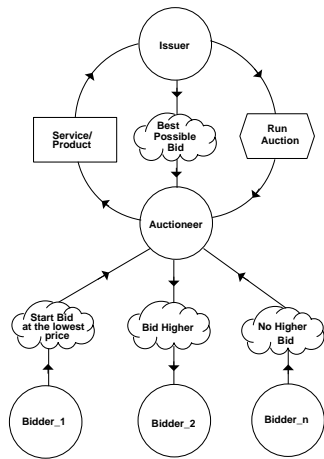 Issuer
Service/
Product
Best
Possible
Bid
Run
Auction
Auctioneer
Start Bid
at the lowest
price
Bid Higher
No Higher
Bid
Bidder_1
Bidder_2
Bidder_n